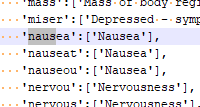 'mass':['Mass of body regi
'miser':['Depressed - symp
'nausea':['Nausea'],
'nauseat':['Nausea'],
'nauseou':['Nausea'],
'nervou':['Nervousness'],
'nervous':['Nervousness'],